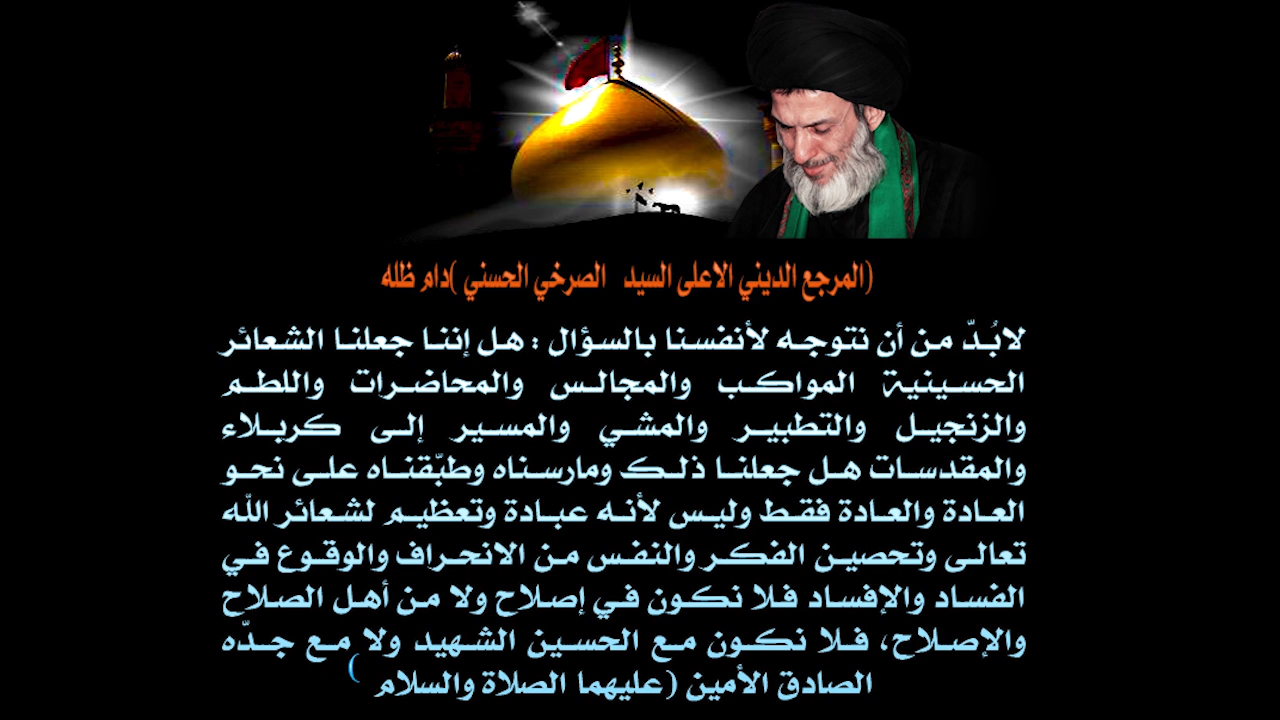 (المرجع الديني الاعلى السيد الصرخي الحسني )دام ظله
لابُدّ من أن نتوجه لأنفسنا بالسؤال : هل إننا جعلنا الشعائر
الحسينية المواكب والمجالس والمحاضرات واللطم
والزنجيل والتطبير والمشي والمسير إلى كربلاء
والمقدسات هل جعلنا ذلك ومارسناه وطبّقناه على نحو
العادة والعادة فقط وليس لأنه عبادة وتعظيم لشعائر الله
تعالى وتحصين الفكر والنفس من الانحراف والوقوع في
الفساد والإفساد فلا نكون في إصلاح ولا من أهل الصلاح
والإصلاح، فلا نكون مع الحسين الشهيد ولا مع جدّه
الصادق الأمين (عليهما الصلاة والسلام )